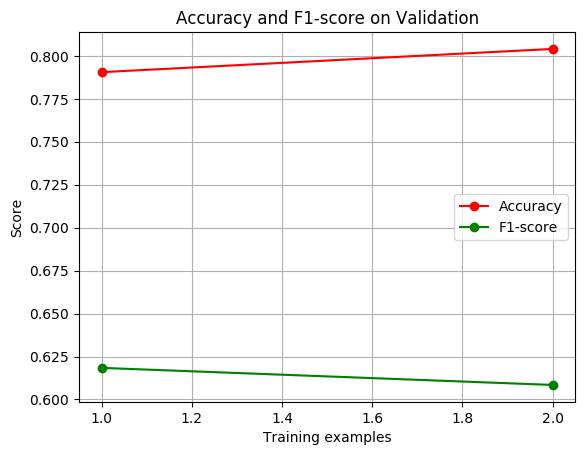 Accuracy and F1-score on Validation
0.800
0.775
0.750
0.725
0.700
0.675
0.650
0.625
0.600
Score
Accuracy
F1-score
1.0 1.2 1.4 1.6 1.8 2.0
Training examples